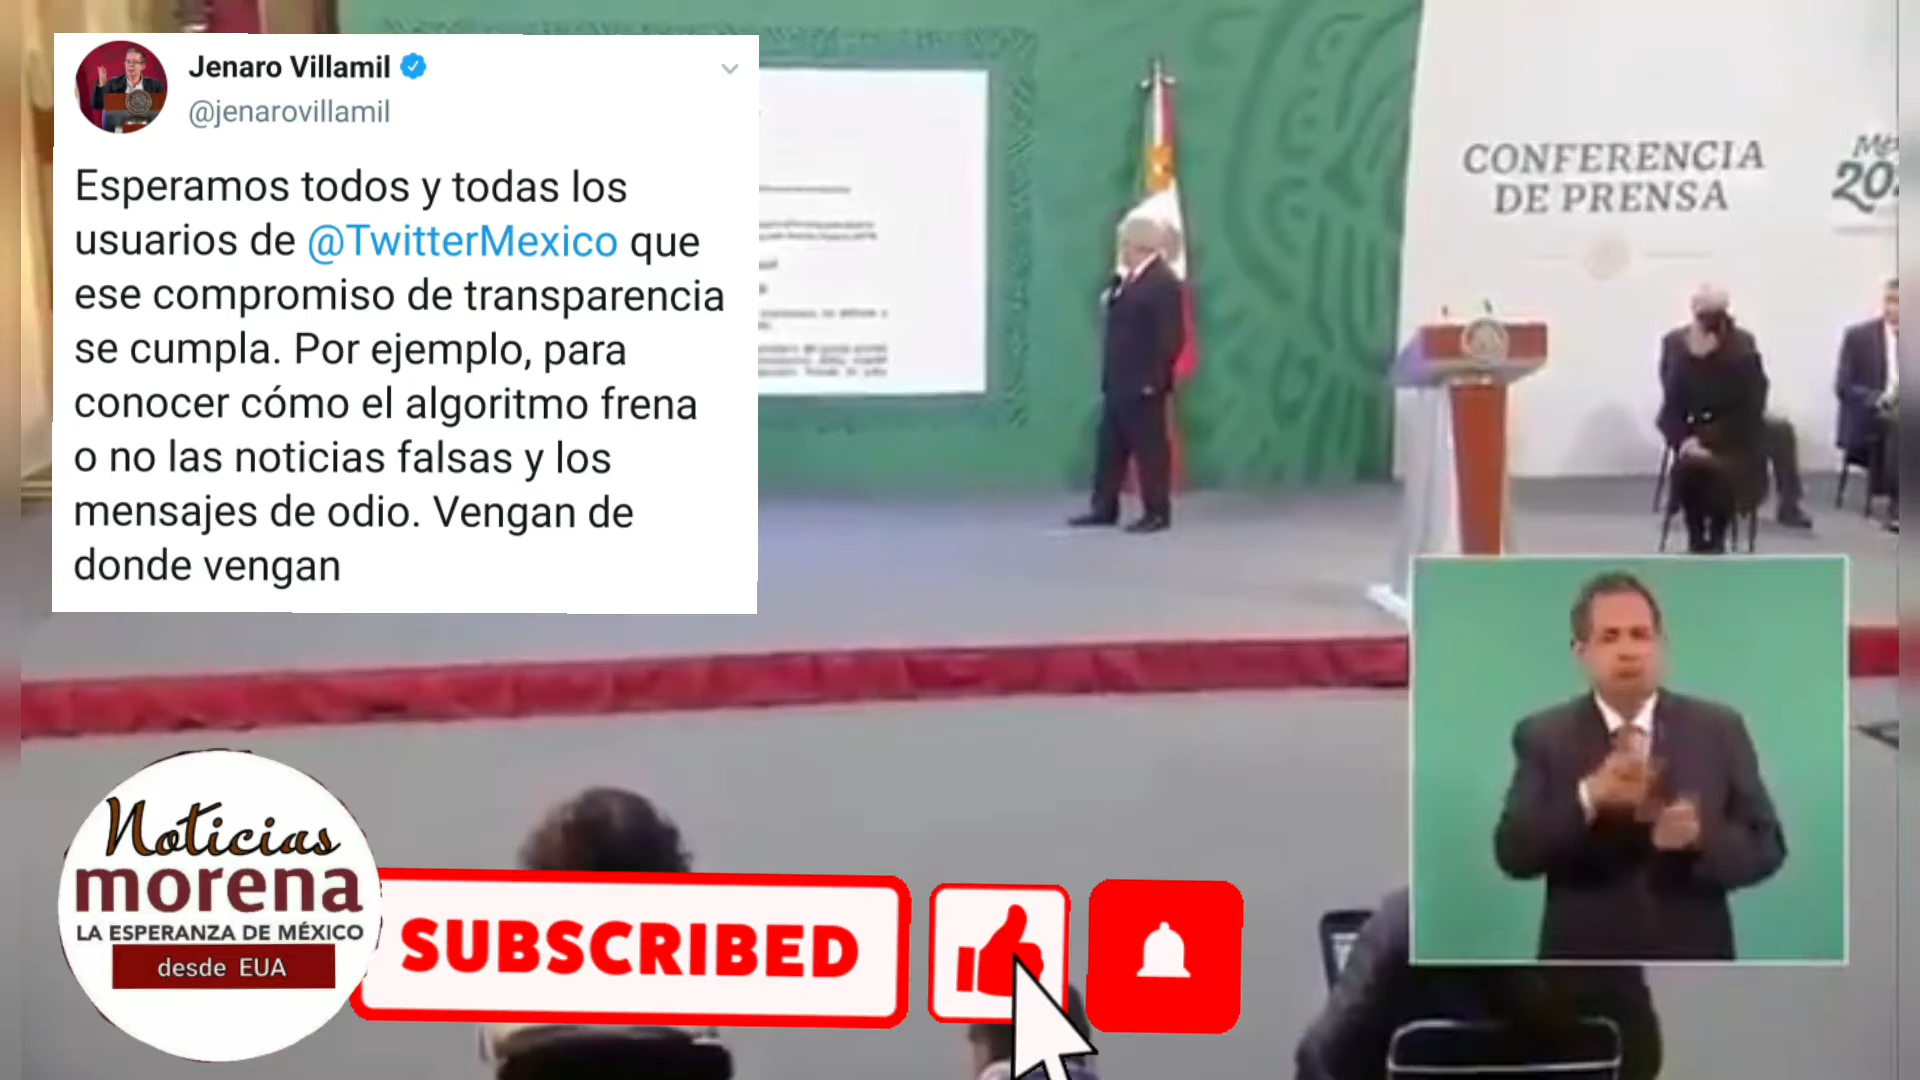 Jenaro Villamil
@jenarovillamil
Esperamos todos y todas los
usuarios de @TwitterMexico que
ese compromiso de transparencia
se cumpla. Por ejemplo, para
conocer cómo el algoritmo frena
o no las noticias falsas y los
mensajes de odio. Vengan de
donde vengan
CONFERENCIA
DE PRENSA
Noticias
morena
LA ESPERANZA DE MÉXICO
desde EUA
SUBSCRIBED